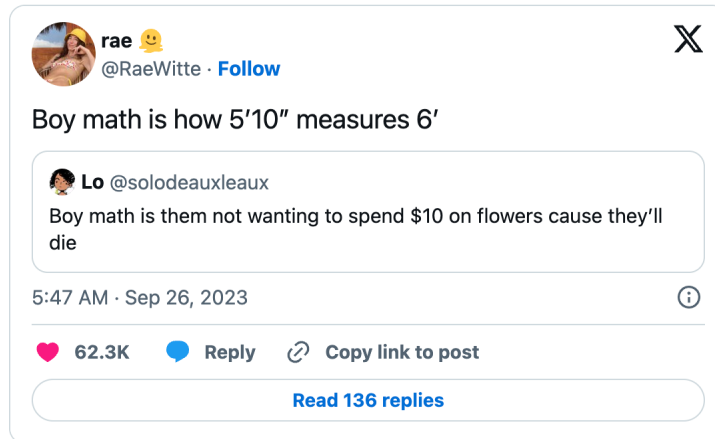 rae 🫠
@RaeWitte · Follow
Boy math is how 5’10” measures 6’
Lo @solodeauxleaux
Boy math is them not wanting to spend $10 on flowers cause they’ll
die
5:47 AM · Sep 26, 2023
62.3K Reply Copy link to post
Read 136 replies